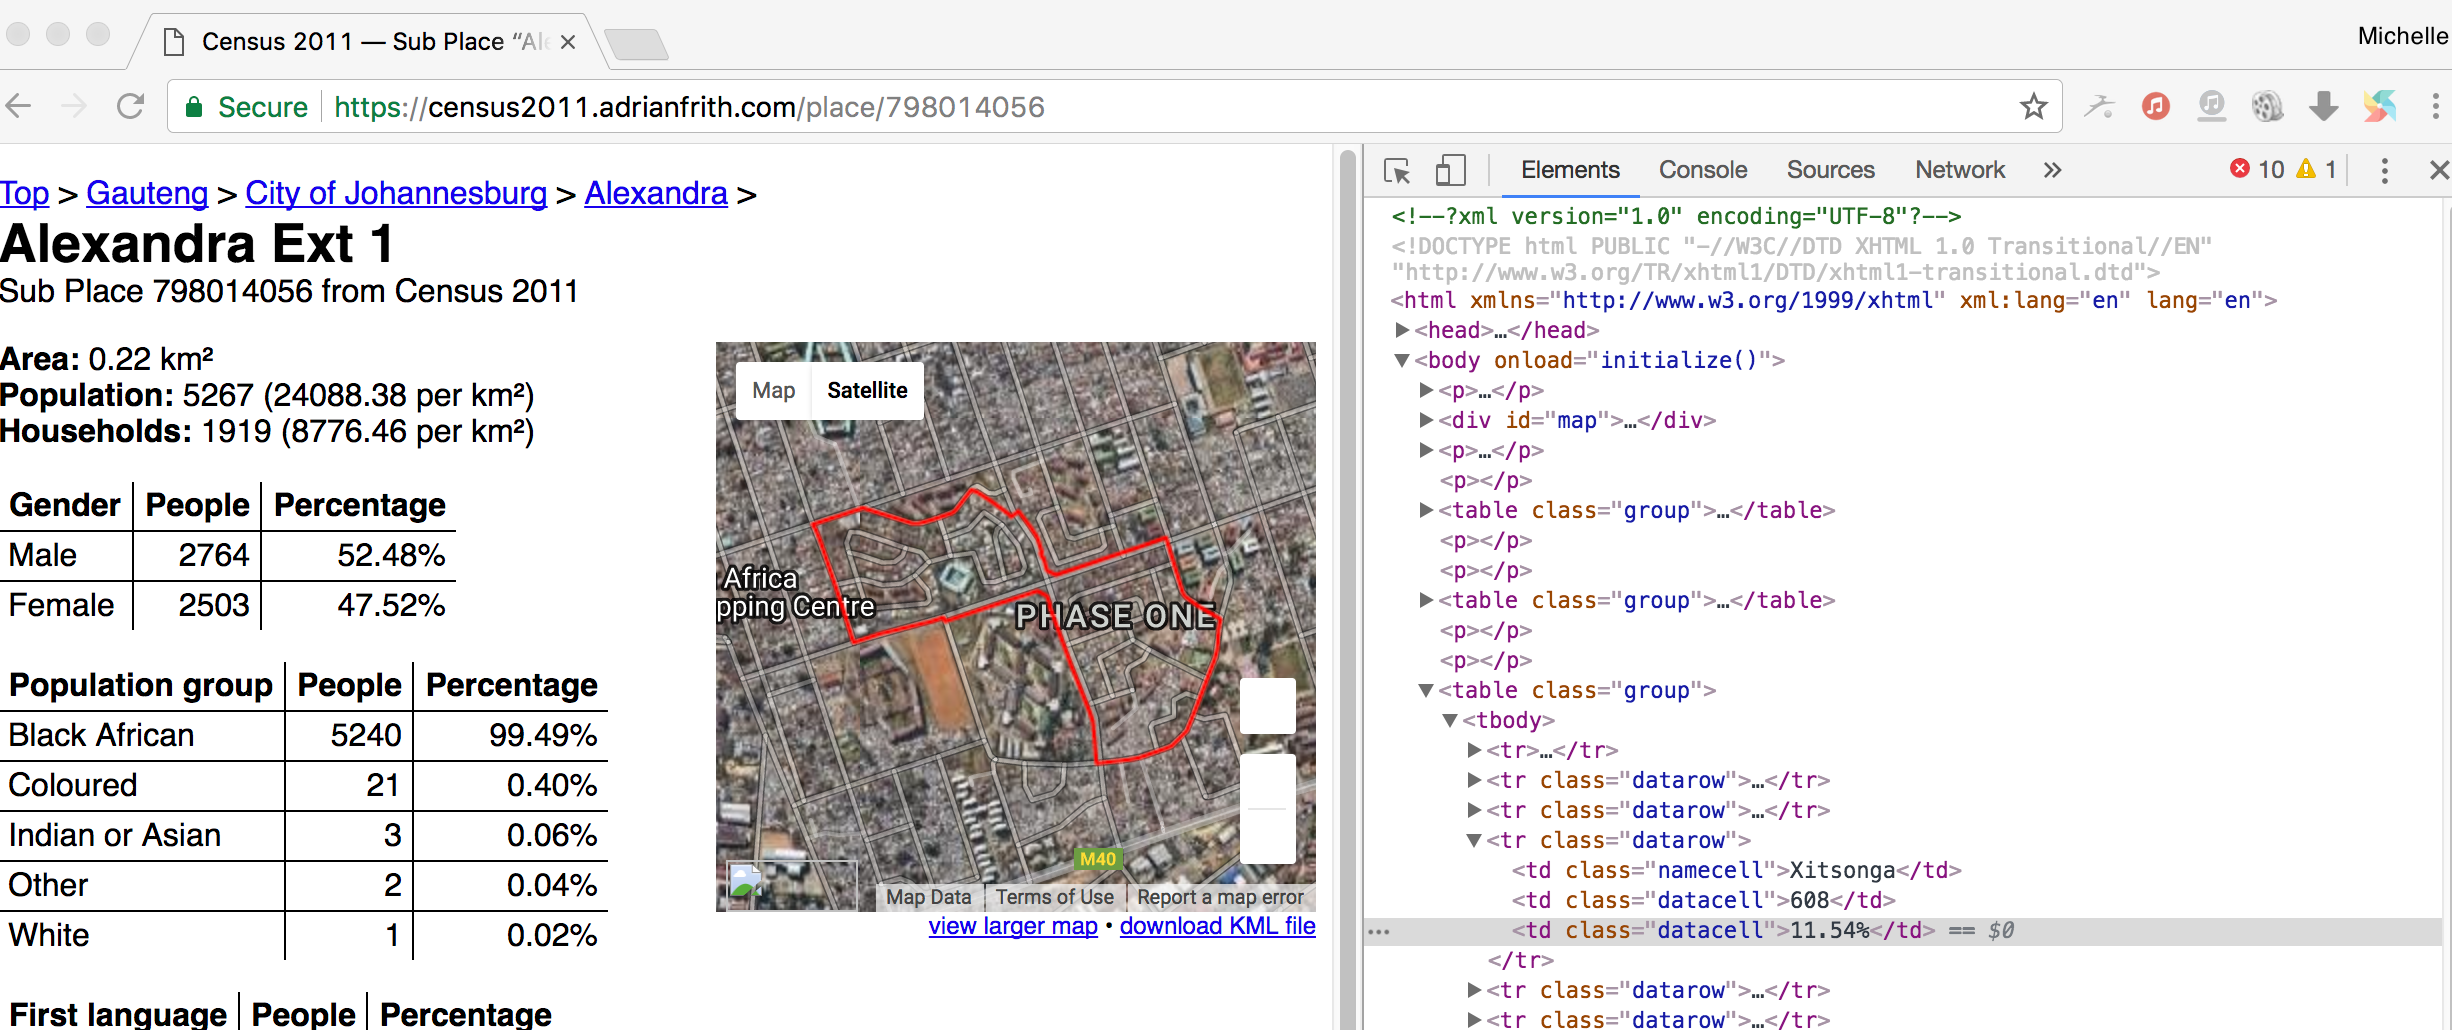 Census 2011 — Sub Place “Al
Michelle
Secure https://census2011.adrianfrith.com/place/798014056
Top > Gauteng > City of Johannesburg > Alexandra >
Alexandra Ext 1
Sub Place 798014056 from Census 2011
Area: 0.22 km²
Population: 5267 (24088.38 per km²)
Households: 1919 (8776.46 per km²)
Gender People Percentage
Male 2764 52.48%
Female 2503 47.52%
Population group People Percentage
Black African 5240 99.49%
Coloured 21 0.40%
Indian or Asian 3 0.06%
Other 2 0.04%
White 1 0.02%
First language People Percentage
Map Satellite
Africa
pping Centre
PHASE ONE
M40
Map Data Terms of Use Report a map error
view larger map • download KML file
Elements Console Sources Network » 10 1
<!--?xml version="1.0" encoding="UTF-8"?-->
<!DOCTYPE html PUBLIC "-//W3C//DTD XHTML 1.0 Transitional//EN"
"http://www.w3.org/TR/xhtml1/DTD/xhtml1-transitional.dtd">
<html xmlns="http://www.w3.org/1999/xhtml" xml:lang="en" lang="en">
<head>…</head>
<body onload="initialize()">
<p>…</p>
<div id="map">…</div>
<p>…</p>
<p></p>
<table class="group">…</table>
<p></p>
<p></p>
<table class="group">…</table>
<p></p>
<p></p>
<table class="group">
<tbody>
<tr>…</tr>
<tr class="datarow">…</tr>
<tr class="datarow">…</tr>
<tr class="datarow">
<td class="namecell">Xitsonga</td>
<td class="datacell">608</td>
<td class="datacell">11.54%</td> == $0
</tr>
<tr class="datarow">…</tr>
<tr class="datarow">…</tr>